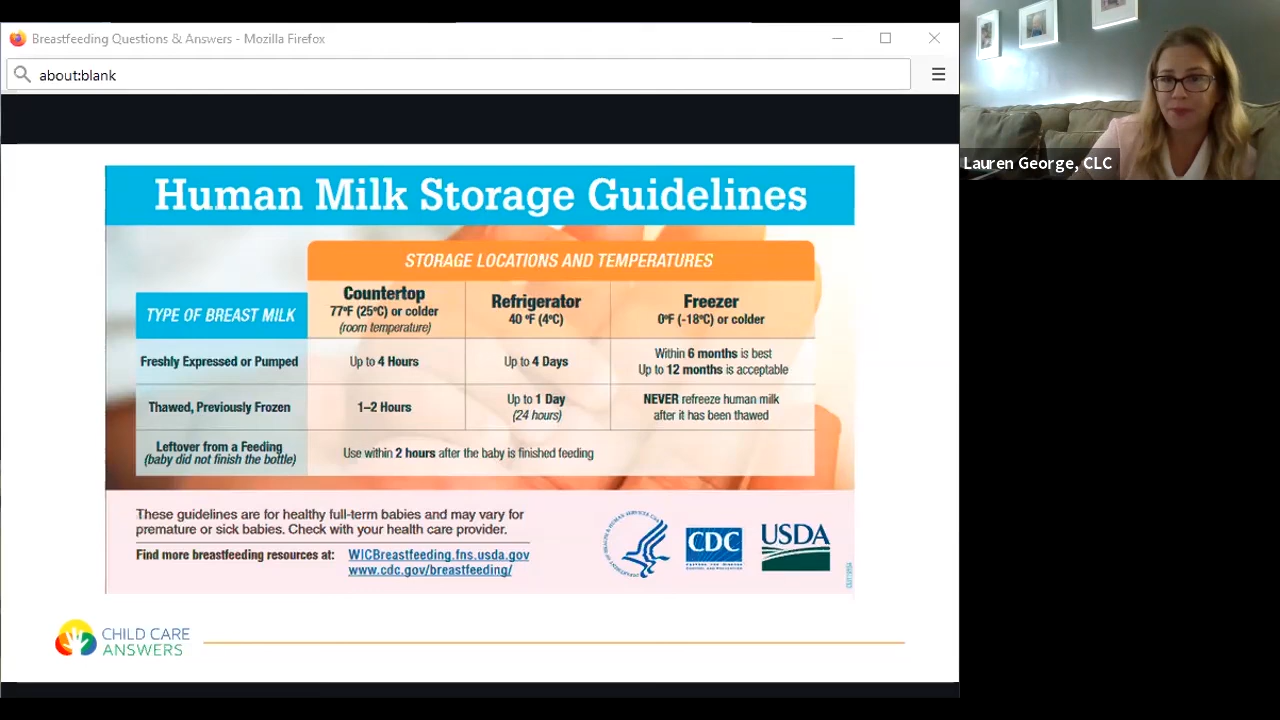 Breastfeeding Questions & Answers - Mozilla Firefox
about:blank
Lauren George, CLC
Human Milk Storage Guidelines
STORAGE LOCATIONS AND TEMPERATURES
TYPE OF BREAST MILK
Countertop
77°F (25°C) or colder
(room temperature)
Refrigerator
40 °F (4°C)
Freezer
0°F (-18°C) or colder
Freshly Expressed or Pumped
Up to 4 Hours
Up to 4 Days
Within 6 months is best
Up to 12 months is acceptable
Thawed, Previously Frozen
1–2 Hours
Up to 1 Day
(24 hours)
NEVER refreeze human milk
after it has been thawed
Leftover from a Feeding
(baby did not finish the bottle)
Use within 2 hours after the baby is finished feeding
These guidelines are for healthy full-term babies and may vary for
premature or sick babies. Check with your health care provider.
Find more breastfeeding resources at:
WICBreastfeeding.fns.usda.gov
www.cdc.gov/breastfeeding/
CDC
USDA
CHILD CARE
ANSWERS